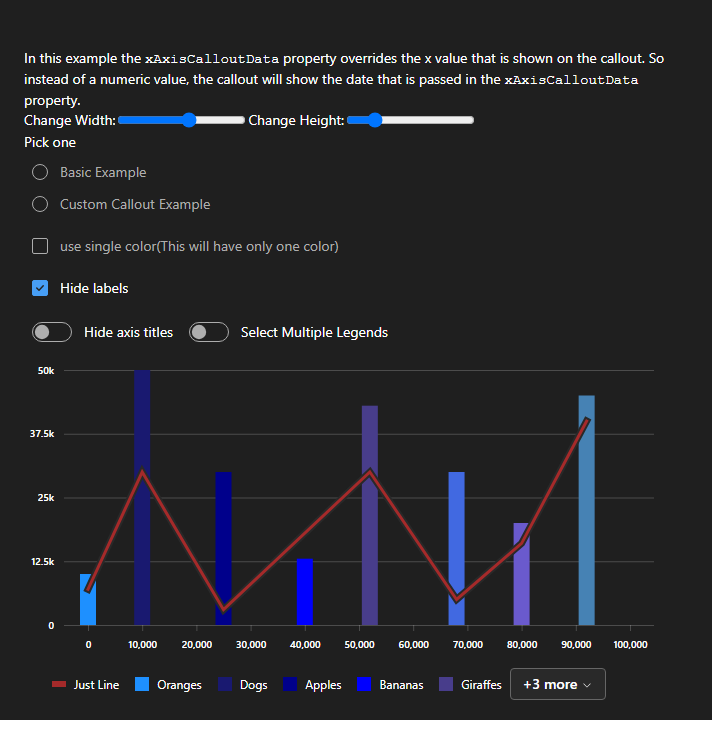 In this example the xAxisCalloutData property overrides the x value that is shown on the callout. So
instead of a numeric value, the callout will show the date that is passed in the xAxisCalloutData
property.
Change Width: Change Height:
Pick one
Basic Example
Custom Callout Example
use single color(This will have only one color)
Hide labels
Hide axis titles Select Multiple Legends
50k
37.5k
25k
12.5k
0
0 10,000 20,000 30,000 40,000 50,000 60,000 70,000 80,000 90,000 100,000
Just Line Oranges Dogs Apples Bananas Giraffes +3 more